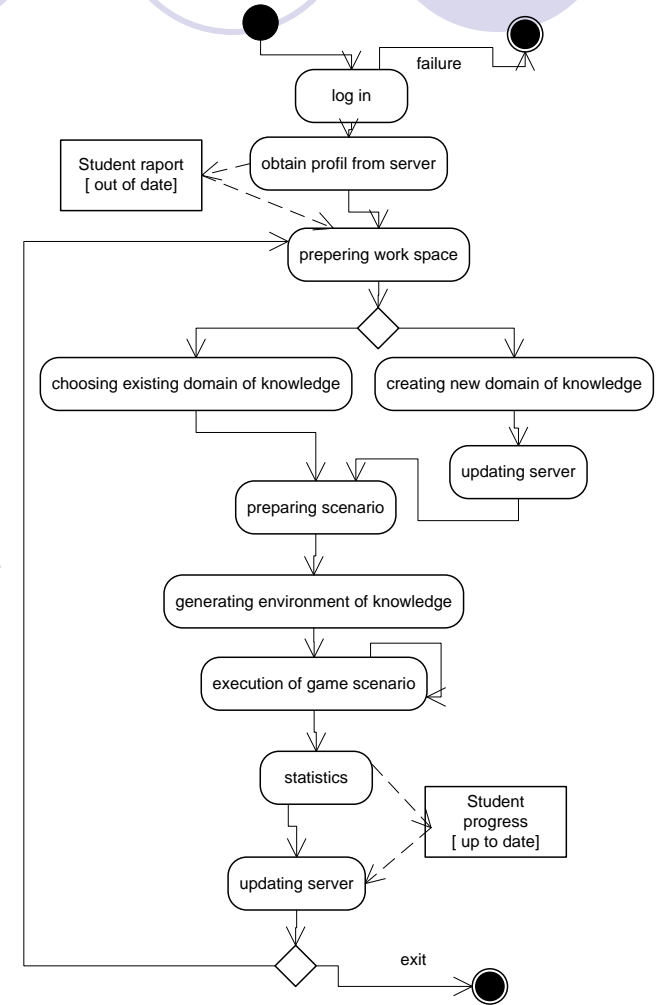 failure
log in
Student raport
[ out of date]
obtain profil from server
prepering work space
choosing existing domain of knowledge
creating new domain of knowledge
updating server
preparing scenario
generating environment of knowledge
execution of game scenario
statistics
Student
progress
[ up to date]
updating server
exit